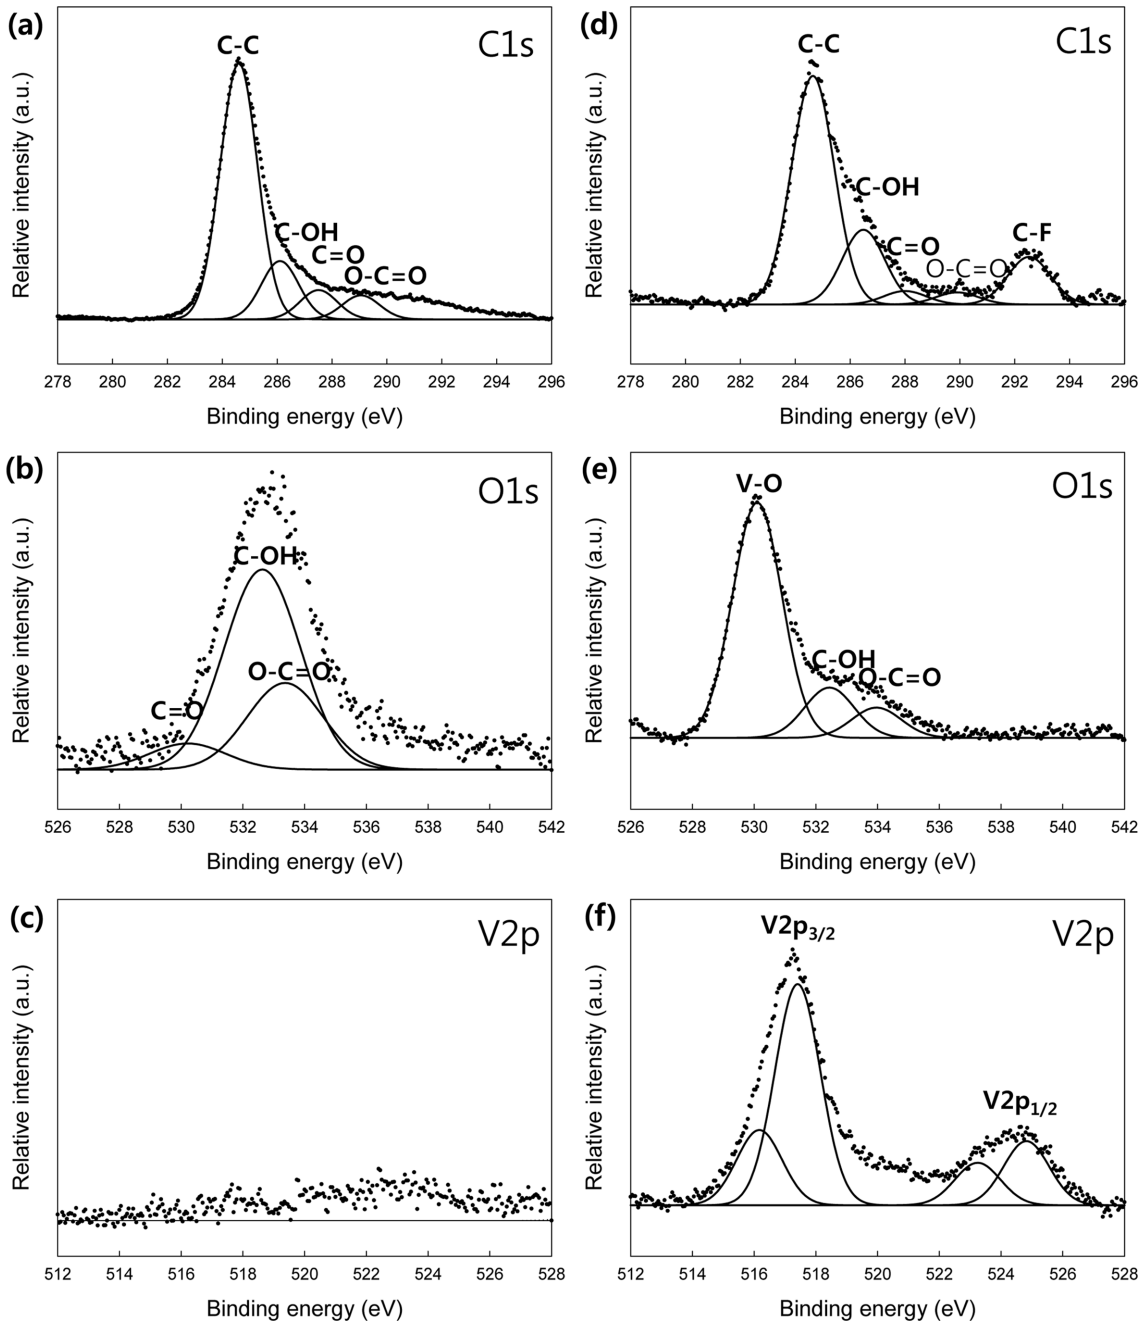 (a)
C1s
C-C
C-OH
C=O
O-C=O
Relative intensity (a.u.)
278 280 282 284 286 288 290 292 294 296
Binding energy (eV)
(d)
C1s
C-C
C-OH
C=O
O-C=O
C-F
Relative intensity (a.u.)
278 280 282 284 286 288 290 292 294 296
Binding energy (eV)
(b)
O1s
C-OH
O-C=O
C=O
Relative intensity (a.u.)
526 528 530 532 534 536 538 540 542
Binding energy (eV)
(e)
O1s
V-O
C-OH
O-C=O
Relative intensity (a.u.)
526 528 530 532 534 536 538 540 542
Binding energy (eV)
(c)
V2p
Relative intensity (a.u.)
512 514 516 518 520 522 524 526 528
Binding energy (eV)
(f)
V2p
V2p3/2
V2p1/2
Relative intensity (a.u.)
512 514 516 518 520 522 524 526 528
Binding energy (eV)